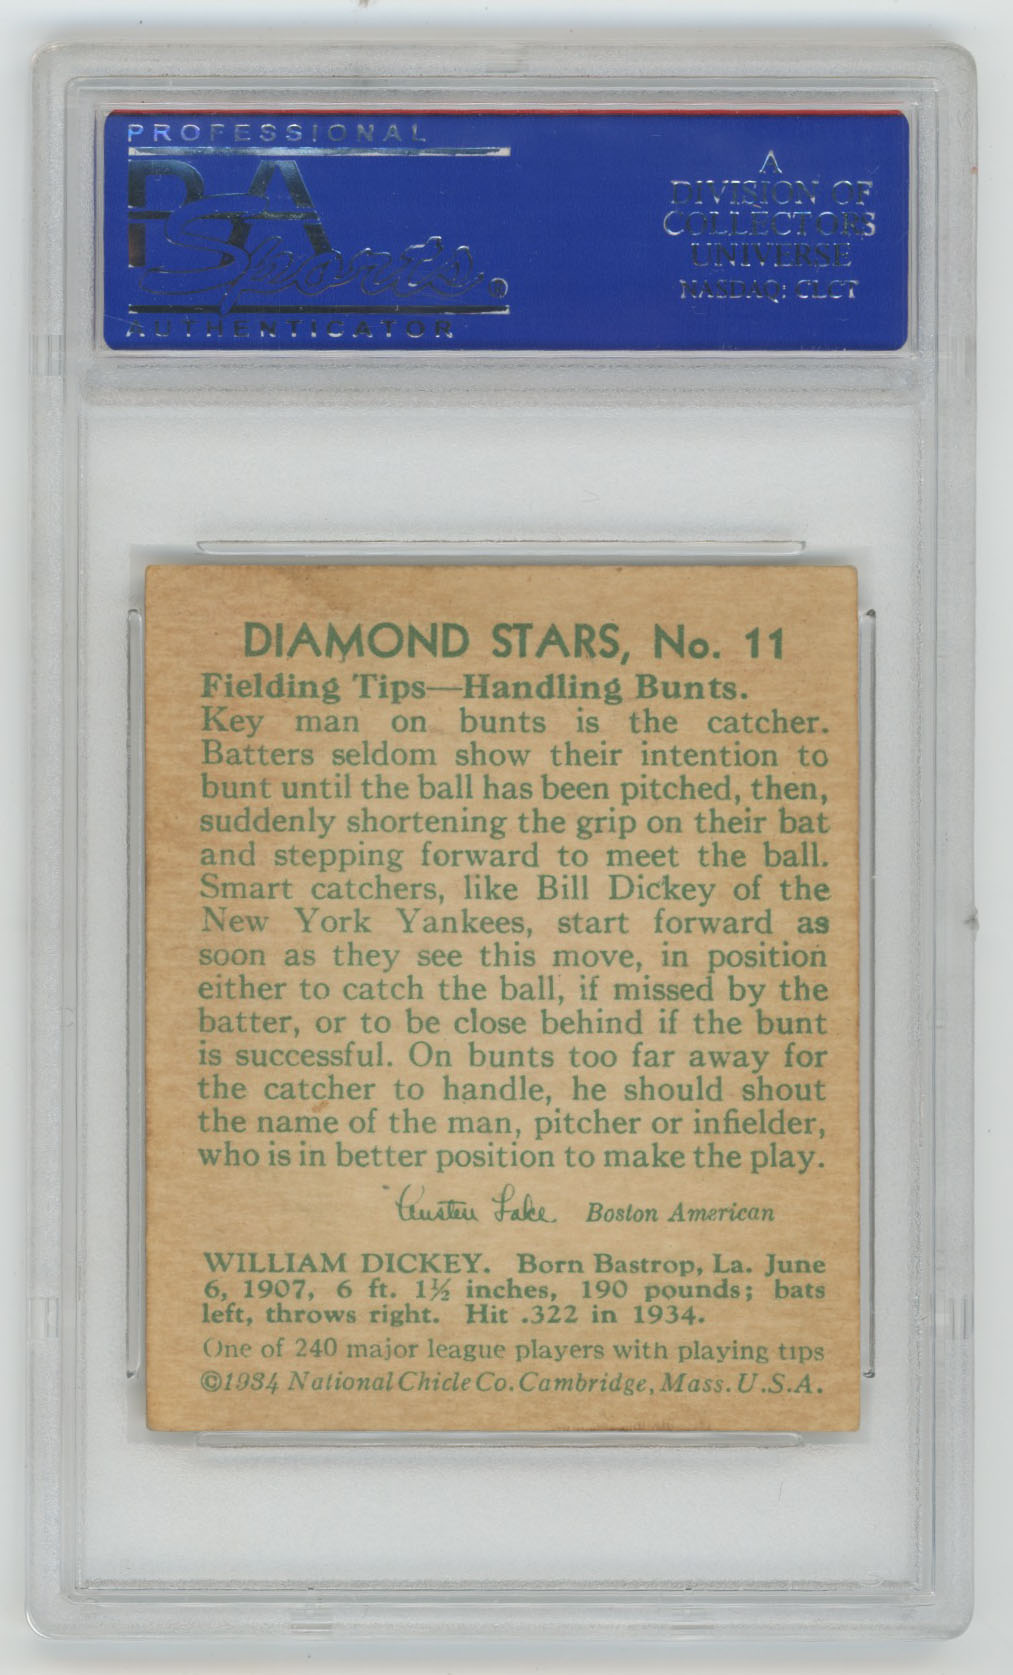 PROFESSIONAL
PSA
Sports®
AUTHENTICATOR
A
DIVISION OF
COLLECTORS
UNIVERSE
NASDAQ: CLCT
DIAMOND STARS, No. 11
Fielding Tips—Handling Bunts.
Key man on bunts is the catcher.
Batters seldom show their intention to
bunt until the ball has been pitched, then,
suddenly shortening the grip on their bat
and stepping forward to meet the ball.
Smart catchers, like Bill Dickey of the
New York Yankees, start forward as
soon as they see this move, in position
either to catch the ball, if missed by the
batter, or to be close behind if the bunt
is successful. On bunts too far away for
the catcher to handle, he should shout
the name of the man, pitcher or infielder,
who is in better position to make the play.
Austen Lake Boston American
WILLIAM DICKEY. Born Bastrop, La. June
6, 1907, 6 ft. 1½ inches, 190 pounds; bats
left, throws right. Hit .322 in 1934.
One of 240 major league players with playing tips
©1934 National Chicle Co. Cambridge, Mass. U.S.A.